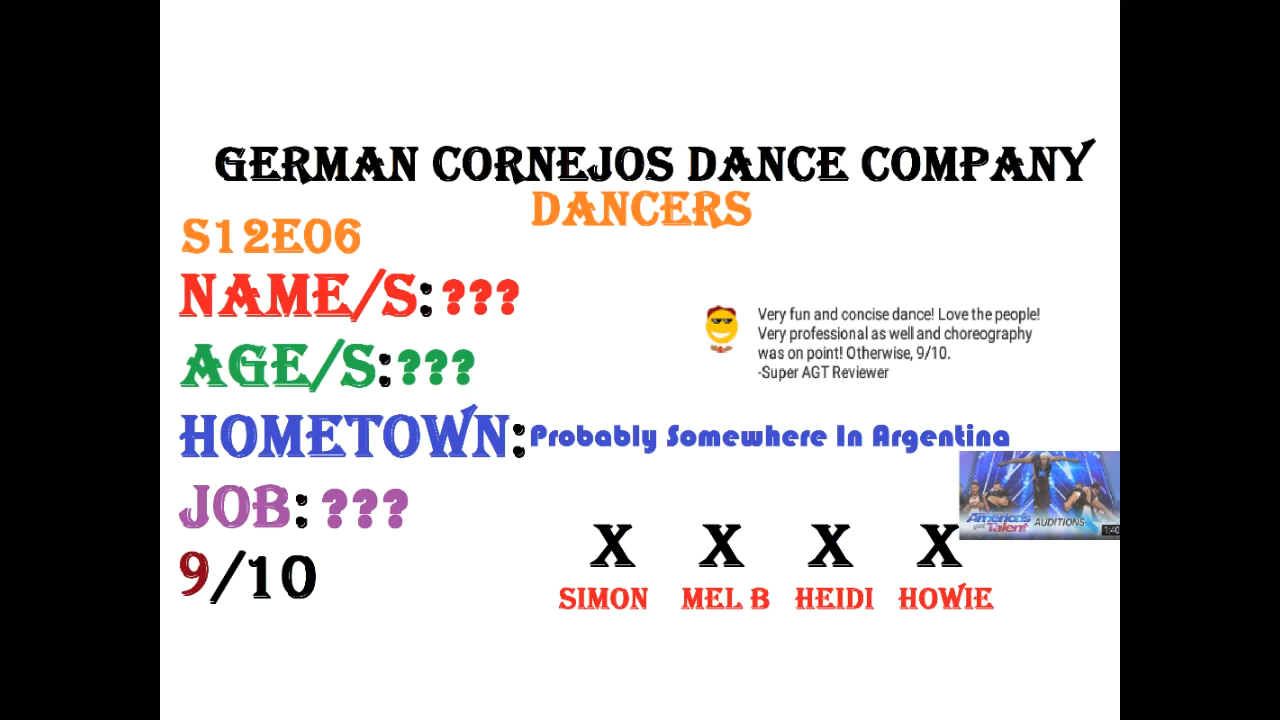 GERMAN CORNEJOS DANCE COMPANY
DANCERS
S12E06
NAME/S: ???
AGE/S: ???
HOMETOWN: Probably Somewhere In Argentina
JOB: ???
9/10
Very fun and concise dance! Love the people!
Very professional as well and choreography
was on point! Otherwise, 9/10.
-Super AGT Reviewer
America's
got Talent
AUDITIONS
1:40
X X X X
SIMON MEL B HEIDI HOWIE